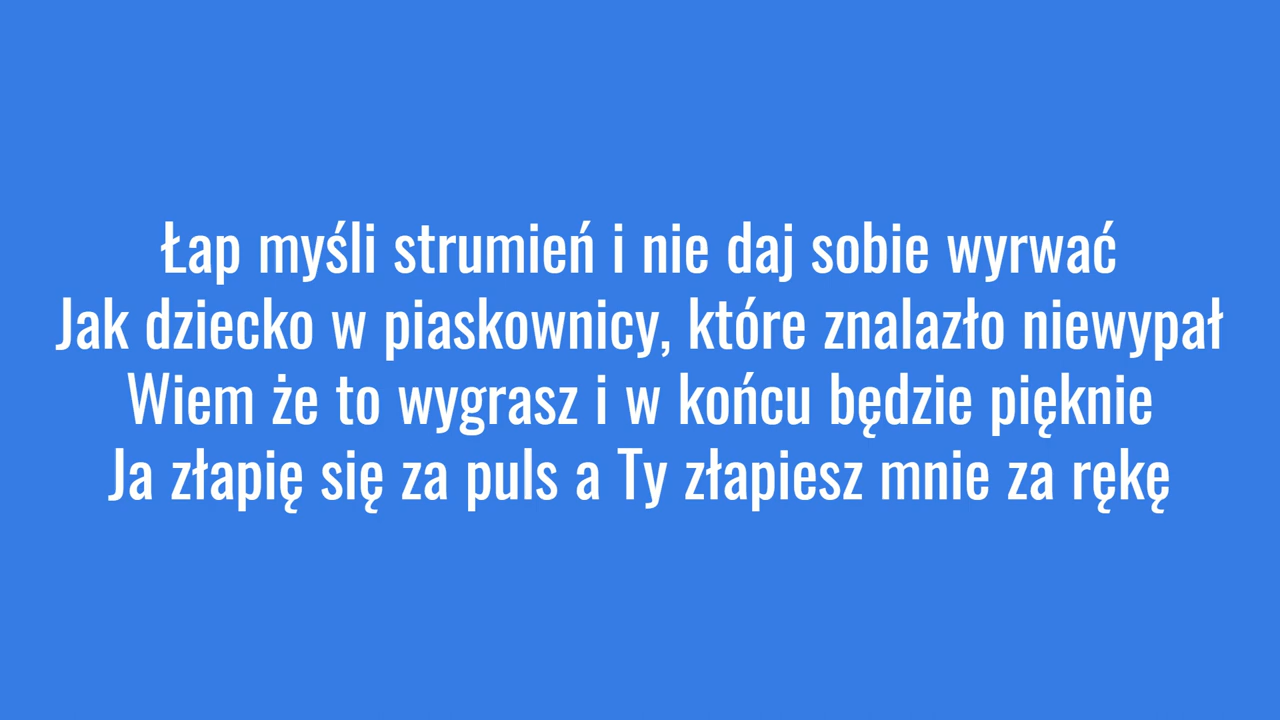 Łap myśli strumień i nie daj sobie wyrwać
Jak dziecko w piaskownicy, które znalazło niewypał
Wiem że to wygrasz i w końcu będzie pięknie
Ja złapię się za puls a Ty złapiesz mnie za rękę